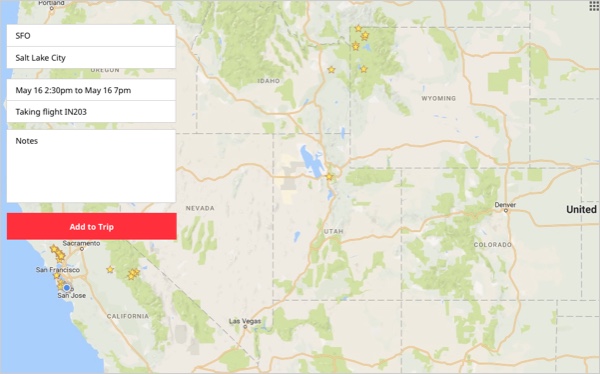 Portland
SFO
Salt Lake City
OREGON
IDAHO
May 16 2:30pm to May 16 7pm
WYOMING
Taking flight IN203
Notes
NEVADA
Denver
United
Add to Trip
UTAH
Sacramento
COLORADO
San Francisco
San Jose
CALIFORNIA
Las Vegas